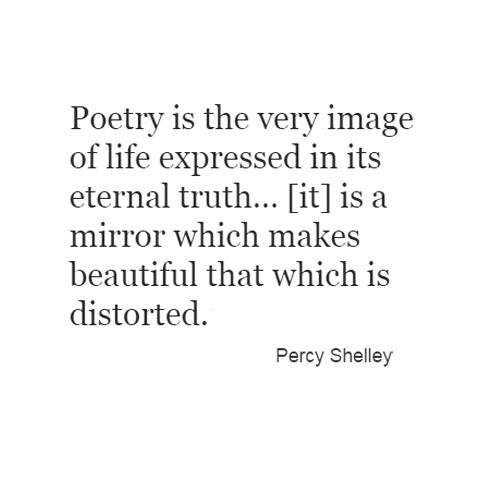 Poetry is the very image
of life expressed in its
eternal truth... [it] is a
mirror which makes
beautiful that which is
distorted.
Percy Shelley